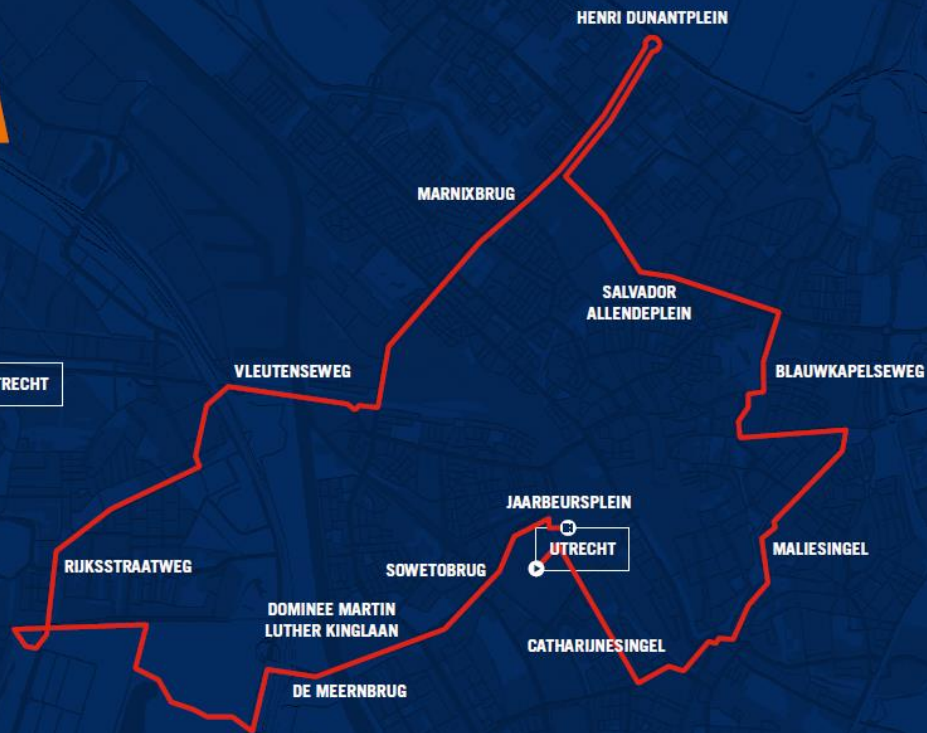 HENRI DUNANTPLEIN
MARNIXBRUG
SALVADOR
ALLENDEPLEIN
VLEUTENSEWEG
BLAUWKAPELSEWEG
TRECHT
JAARBEURSPLEIN
UTRECHT
MALIESINGEL
RIJKSSTRAATWEG
SOWETOBRUG
DOMINEE MARTIN
LUTHER KINGLAAN
CATHARIJNESINGEL
DE MEERNBRUG